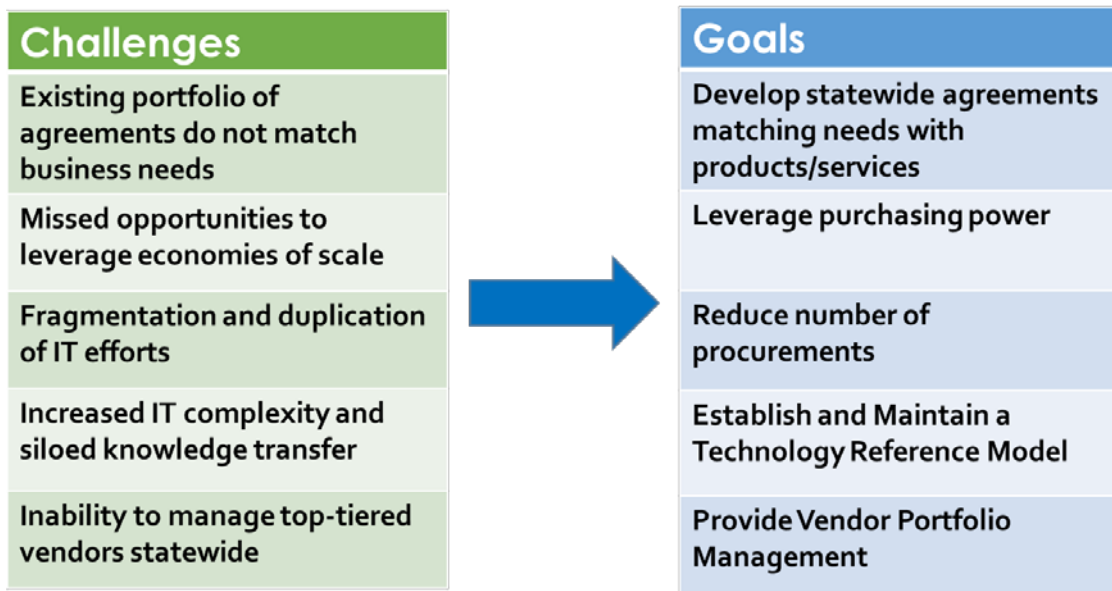 Challenges
Existing portfolio of
agreements do not match
business needs
Missed opportunities to
leverage economies of scale
Fragmentation and duplication
of IT efforts
Increased IT complexity and
siloed knowledge transfer
Inability to manage top-tiered
vendors statewide
Goals
Develop statewide agreements
matching needs with
products/services
Leverage purchasing power
Reduce number of
procurements
Establish and Maintain a
Technology Reference Model
Provide Vendor Portfolio
Management